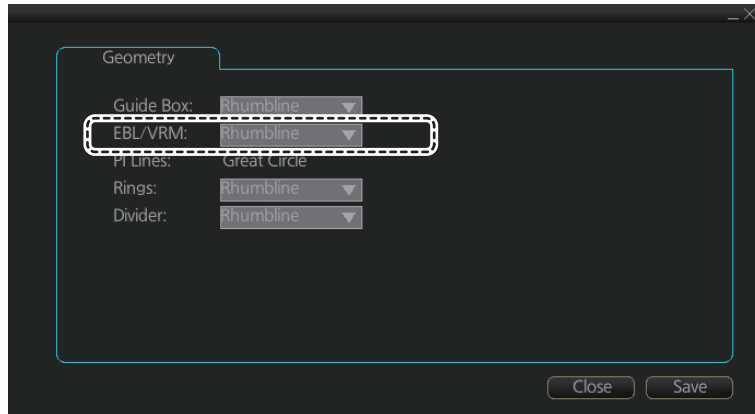 Geometry
Guide Box: Rhumbline
EBL/VRM: Rhumbline
PI Lines: Great Circle
Rings: Rhumbline
Divider: Rhumbline
Close Save